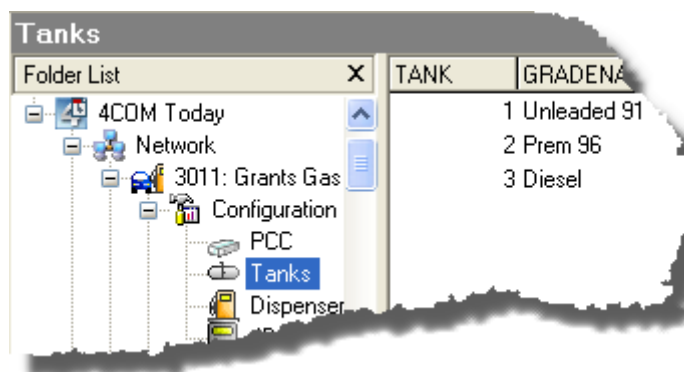 Tanks
Folder List X
TANK GRADENA
4COM Today
Network
3011: Grants Gas
Configuration
PCC
Tanks
Dispenser
1 Unleaded 91
2 Prem 96
3 Diesel